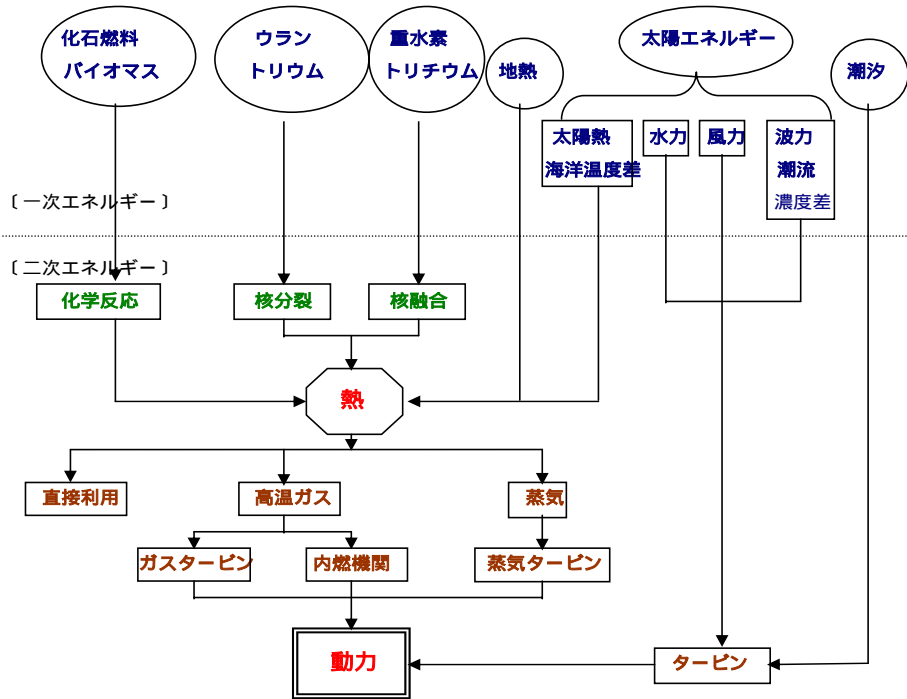 化石燃料
バイオマス
ウラン
トリウム
重水素
トリチウム
地熱
太陽エネルギー
潮汐
太陽熱
海洋温度差
水力
風力
波力
潮流
濃度差
〔一次エネルギー〕
〔二次エネルギー〕
化学反応
核分裂
核融合
熱
直接利用
高温ガス
蒸気
ガスタービン
内燃機関
蒸気タービン
動力
タービン